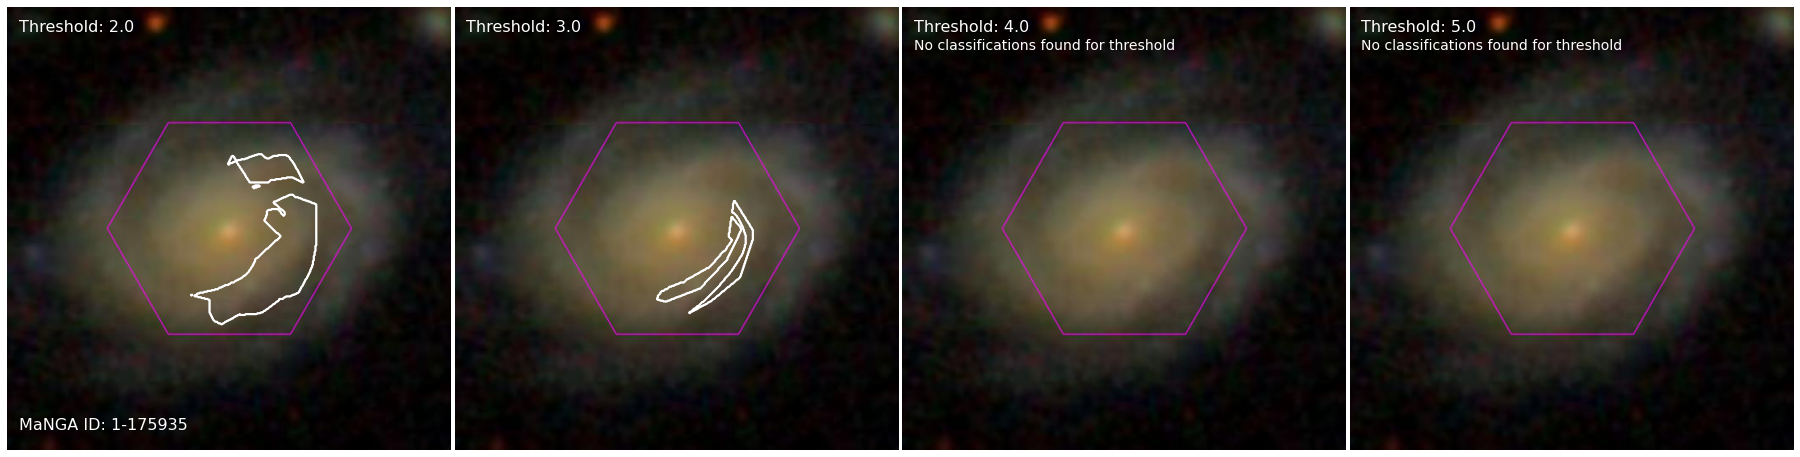 Threshold: 2.0
MaNGA ID: 1-175935
Threshold: 3.0
Threshold: 4.0
No classifications found for threshold
Threshold: 5.0
No classifications found for threshold